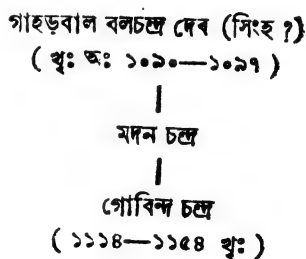 গাহড়বাল বলচন্দ্র দেব (সিংহ ?)
( খৃঃ অঃ ১০৯০—১০৯৭ )
মদন চন্দ্র
গোবিন্দ চন্দ্র
( ১১১৪—১১৫৪ খৃঃ )